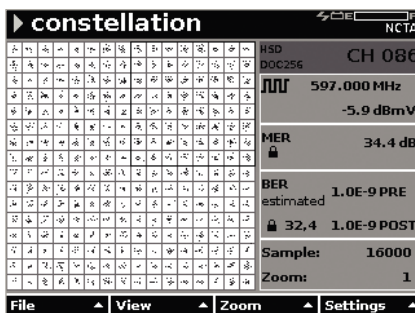 constellation
E F
NCTA
HSD
DOC256
CH 086
597.000 MHz
-5.9 dBmV
MER
34.4 dB
BER
estimated
1.0E-9 PRE
32,4 1.0E-9 POST
Sample: 16000
Zoom: 1
File View Zoom Settings